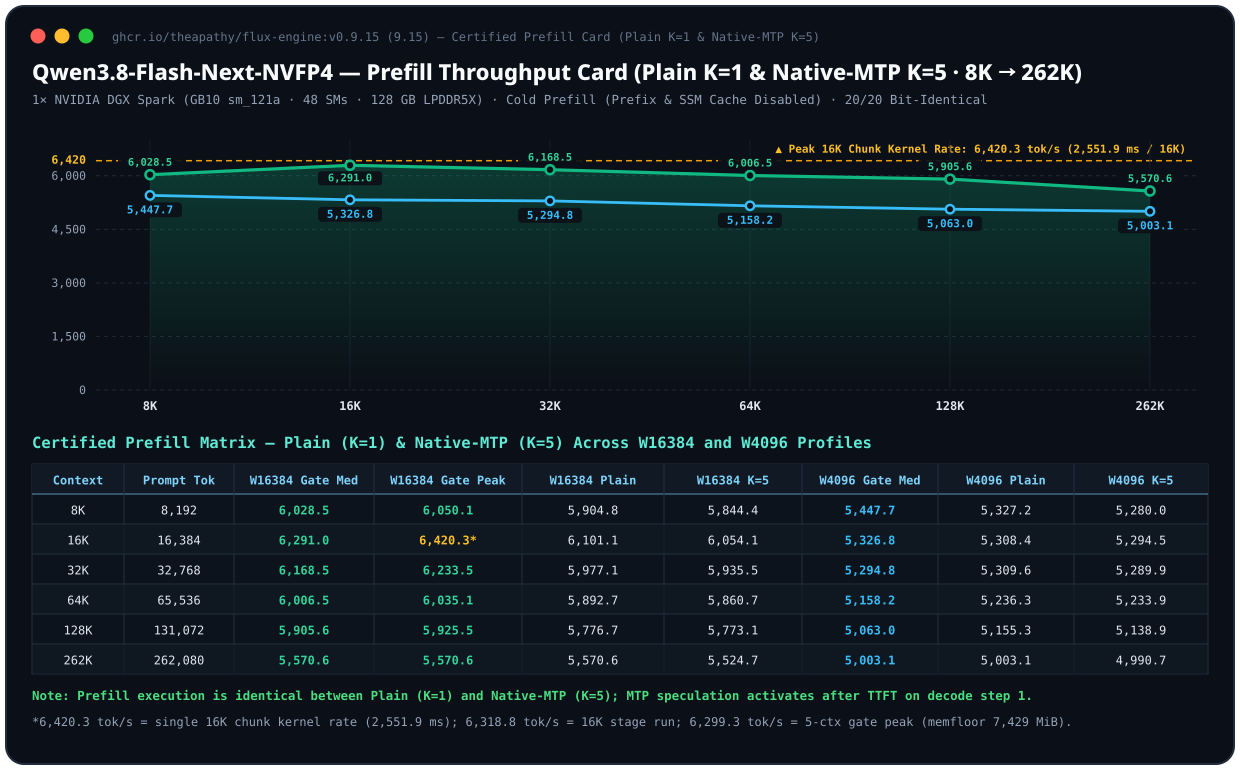 ghcr.io/theapathy/flux-engine:v0.9.15 (9.15) — Certified Prefill Card (Plain K=1 & Native-MTP K=5)
Qwen3.8-Flash-Next-NVFP4 — Prefill Throughput Card (Plain K=1 & Native-MTP K=5 · 8K → 262K)
1× NVIDIA DGX Spark (GB10 sm_121a · 48 SMs · 128 GB LPDDR5X) · Cold Prefill (Prefix & SSM Cache Disabled) · 20/20 Bit-Identical
▲ Peak 16K Chunk Kernel Rate: 6,420.3 tok/s (2,551.9 ms / 16K)
6,420
6,000
4,500
3,000
1,500
0
6,028.5
6,291.0
6,168.5
6,006.5
5,905.6
5,570.6
5,447.7
5,326.8
5,294.8
5,158.2
5,063.0
5,003.1
8K 16K 32K 64K 128K 262K
Certified Prefill Matrix — Plain (K=1) & Native-MTP (K=5) Across W16384 and W4096 Profiles
Context Prompt Tok W16384 Gate Med W16384 Gate Peak W16384 Plain W16384 K=5 W4096 Gate Med W4096 Plain W4096 K=5
8K 8,192 6,028.5 6,050.1 5,904.8 5,844.4 5,447.7 5,327.2 5,280.0
16K 16,384 6,291.0 6,420.3* 6,101.1 6,054.1 5,326.8 5,308.4 5,294.5
32K 32,768 6,168.5 6,233.5 5,977.1 5,935.5 5,294.8 5,309.6 5,289.9
64K 65,536 6,006.5 6,035.1 5,892.7 5,860.7 5,158.2 5,236.3 5,233.9
128K 131,072 5,905.6 5,925.5 5,776.7 5,773.1 5,063.0 5,155.3 5,138.9
262K 262,080 5,570.6 5,570.6 5,570.6 5,524.7 5,003.1 5,003.1 4,990.7
Note: Prefill execution is identical between Plain (K=1) and Native-MTP (K=5); MTP speculation activates after TTFT on decode step 1.
*6,420.3 tok/s = single 16K chunk kernel rate (2,551.9 ms); 6,318.8 tok/s = 16K stage run; 6,299.3 tok/s = 5-ctx gate peak (memfloor 7,429 MiB).